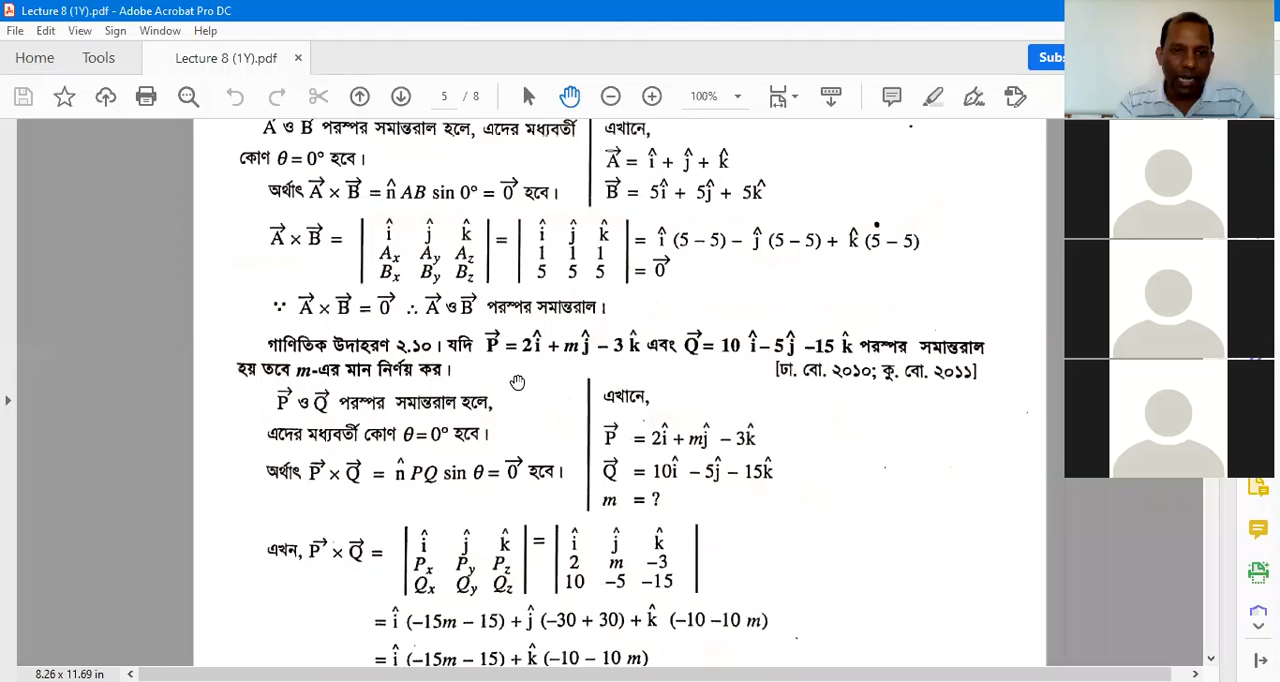 Lecture 8 (1Y).pdf - Adobe Acrobat Pro DC
File Edit View Sign Window Help
Home Tools Lecture 8 (1Y).pdf × Subs
5 / 8 100%
A ও B পরস্পর সমান্তরাল হলে, এদের মধ্যবর্তী
কোণ θ = 0° হবে।
অর্থাৎ A⃗ × B⃗ = n̂ AB sin 0° = 0⃗ হবে।
এখানে,
A⃗ = î + ĵ + k̂
B⃗ = 5î + 5ĵ + 5k̂
A⃗ × B⃗ = | î ĵ k̂ | = | î ĵ k̂ | = î (5 – 5) – ĵ (5 – 5) + k̂ (5 – 5)
| Ax Ay Az | | 1 1 1 |
| Bx By Bz | | 5 5 5 | = 0⃗
∵ A⃗ × B⃗ = 0⃗ ∴ A⃗ ও B⃗ পরস্পর সমান্তরাল।
গাণিতিক উদাহরণ ২.১০। যদি P⃗ = 2î + mĵ – 3 k̂ এবং Q⃗ = 10 î – 5 ĵ –15 k̂ পরস্পর সমান্তরাল
হয় তবে m-এর মান নির্ণয় কর। [ঢা. বো. ২০১০; কু. বো. ২০১১]
P⃗ ও Q⃗ পরস্পর সমান্তরাল হলে,
এদের মধ্যবর্তী কোণ θ = 0° হবে।
অর্থাৎ P⃗ × Q⃗ = n̂ PQ sin θ = 0⃗ হবে।
এখানে,
P⃗ = 2î + mĵ – 3k̂
Q⃗ = 10î – 5ĵ – 15k̂
m = ?
এখন, P⃗ × Q⃗ = | î ĵ k̂ | = | î ĵ k̂ |
| Px Py Pz | | 2 m –3 |
| Qx Qy Qz | | 10 –5 –15 |
= î (–15m – 15) + ĵ (–30 + 30) + k̂ (–10 –10 m)
= î (–15m – 15) + k̂ (–10 – 10 m)
8.26 x 11.69 in